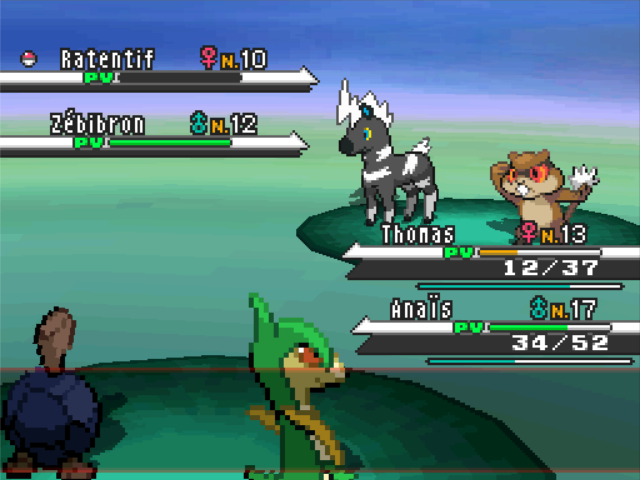 Ratentif ♀ N.10
PV
Zébibron ♂ N.12
PV
Thomas ♀ N.13
PV
12/37
Anaïs ♂ N.17
PV
34/52